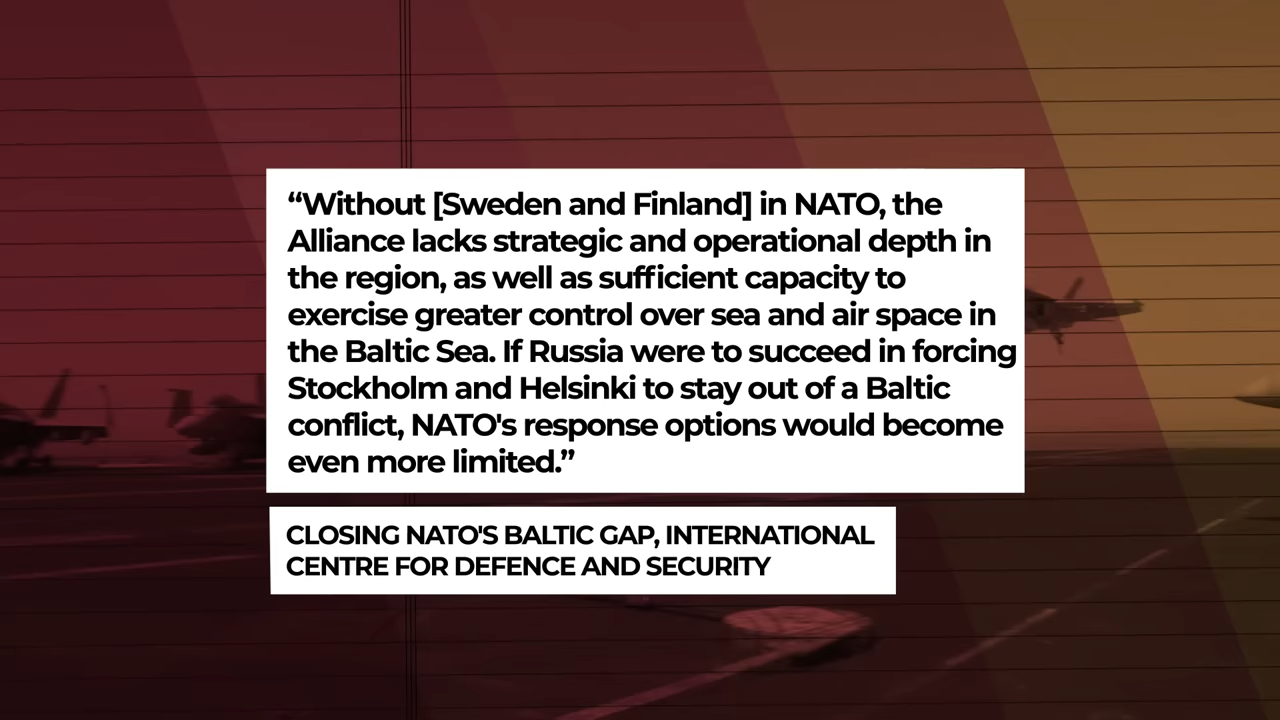 “Without [Sweden and Finland] in NATO, the
Alliance lacks strategic and operational depth in
the region, as well as sufficient capacity to
exercise greater control over sea and air space in
the Baltic Sea. If Russia were to succeed in forcing
Stockholm and Helsinki to stay out of a Baltic
conflict, NATO's response options would become
even more limited.”
CLOSING NATO'S BALTIC GAP, INTERNATIONAL
CENTRE FOR DEFENCE AND SECURITY